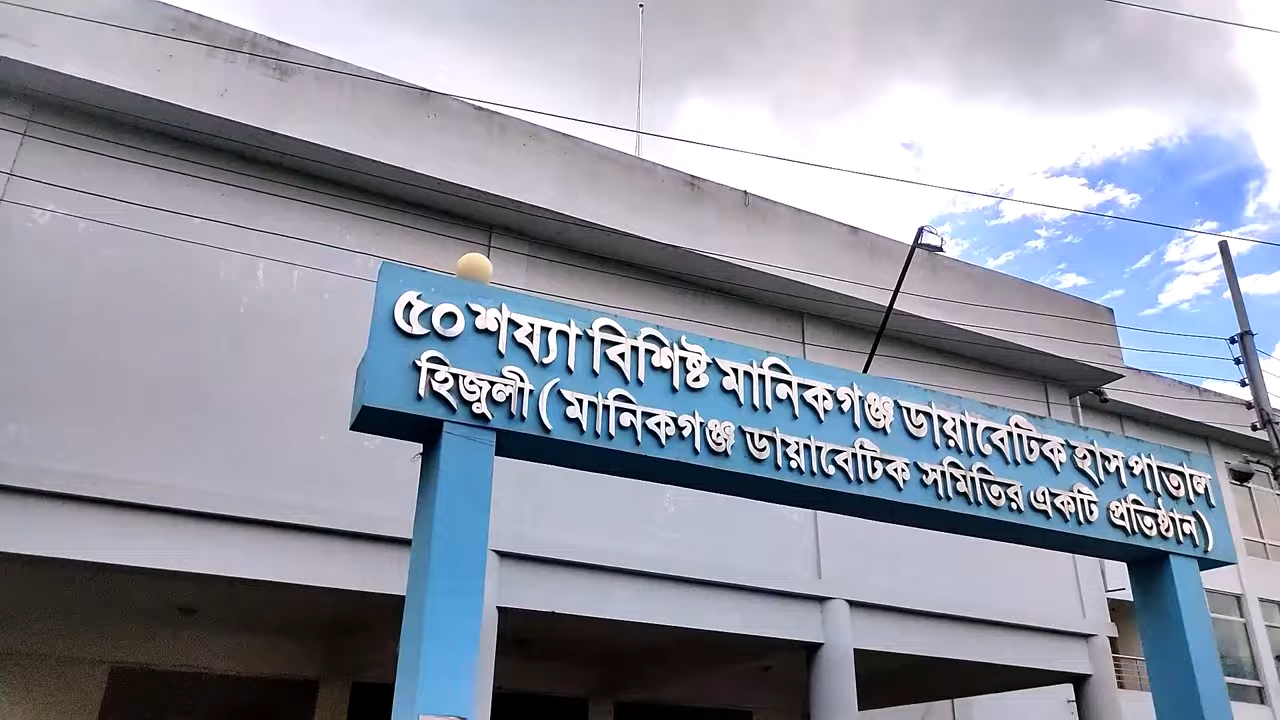 ৫০ শয্যা বিশিষ্ট মানিকগঞ্জ ডায়াবেটিক হাসপাতাল
হিজুলী ( মানিকগঞ্জ ডায়াবেটিক সমিতির একটি প্রতিষ্ঠান )